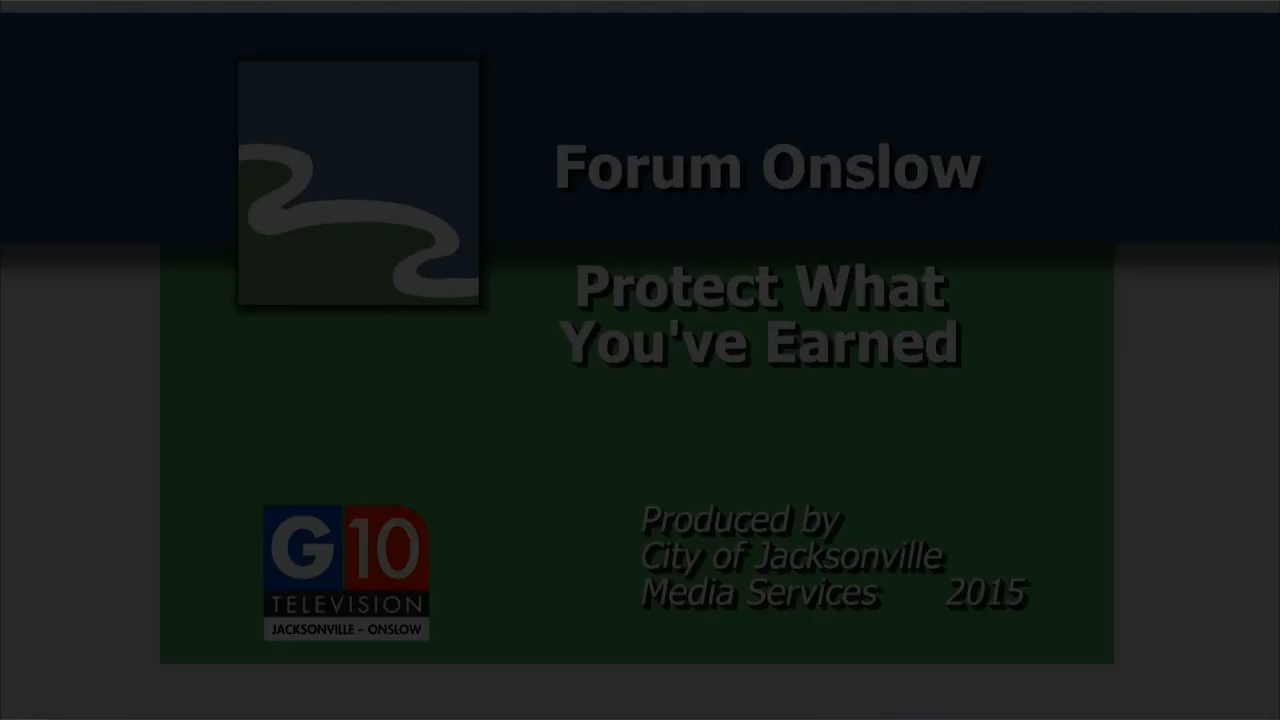 Forum Onslow
Protect What
You've Earned
Produced by
City of Jacksonville
Media Services 2015
G10
TELEVISION
JACKSONVILLE – ONSLOW